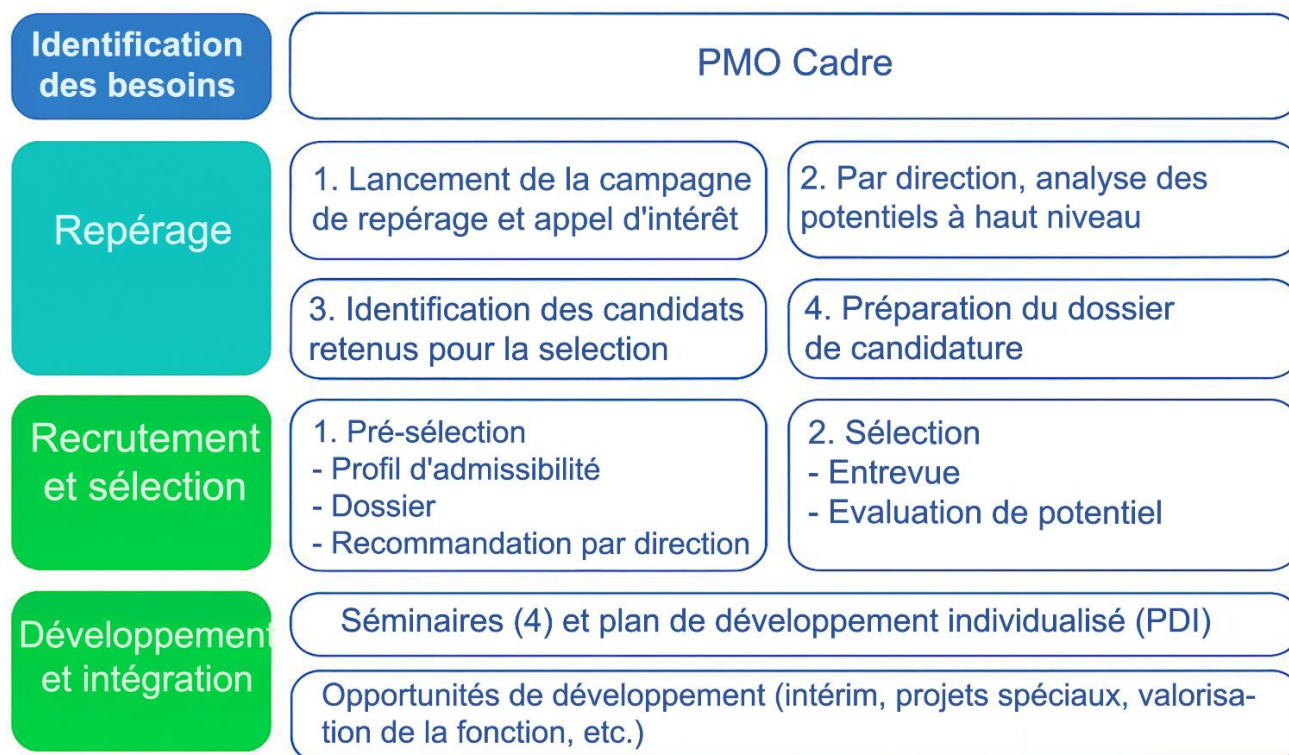 Identification
des besoins
PMO Cadre
Repérage
1. Lancement de la campagne
de repérage et appel d'intérêt
2. Par direction, analyse des
potentiels à haut niveau
3. Identification des candidats
retenus pour la selection
4. Préparation du dossier
de candidature
Recrutement
et sélection
1. Pré-sélection
- Profil d'admissibilité
- Dossier
- Recommandation par direction
2. Sélection
- Entrevue
- Evaluation de potentiel
Développement
et intégration
Séminaires (4) et plan de développement individualisé (PDI)
Opportunités de développement (intérim, projets spéciaux, valorisa-
tion de la fonction, etc.)